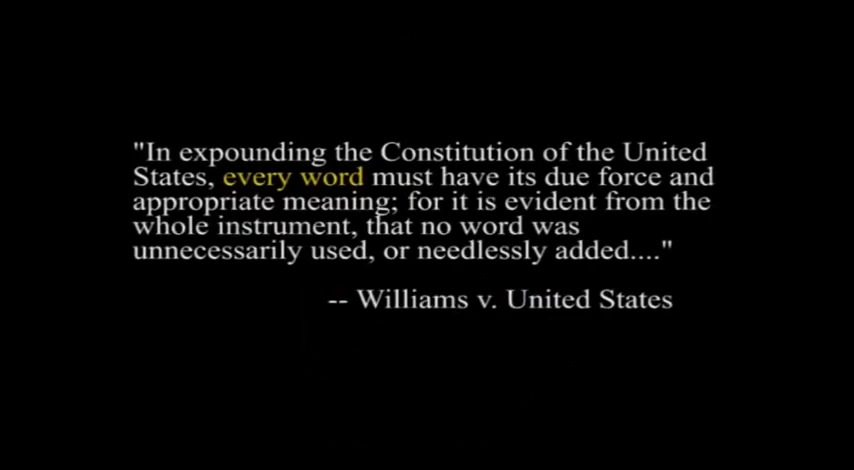 "In expounding the Constitution of the United
States, every word must have its due force and
appropriate meaning; for it is evident from the
whole instrument, that no word was
unnecessarily used, or needlessly added...."
-- Williams v. United States